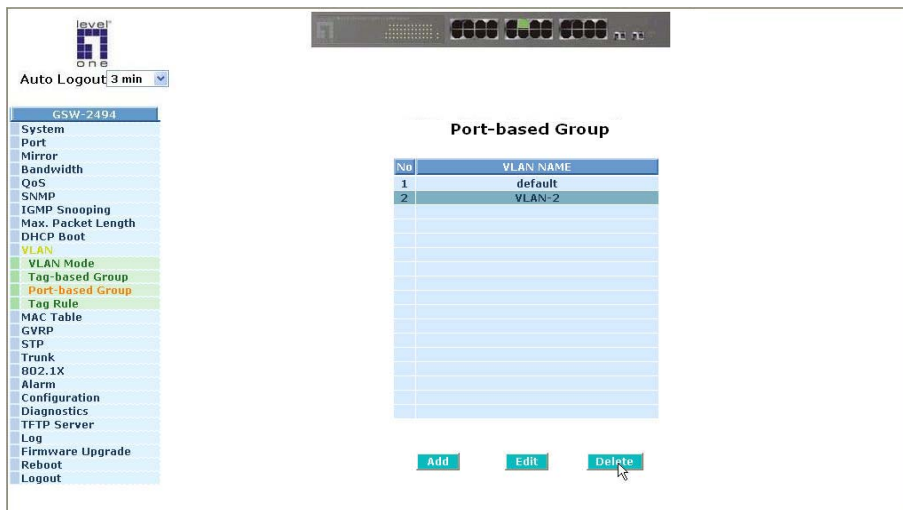 level
one
Auto Logout 3 min
GSW-2494
System
Port
Mirror
Bandwidth
QoS
SNMP
IGMP Snooping
Max. Packet Length
DHCP Boot
VLAN
VLAN Mode
Tag-based Group
Port-based Group
Tag Rule
MAC Table
GVRP
STP
Trunk
802.1X
Alarm
Configuration
Diagnostics
TFTP Server
Log
Firmware Upgrade
Reboot
Logout
Port-based Group
No VLAN NAME
1 default
2 VLAN-2
Add Edit Delete